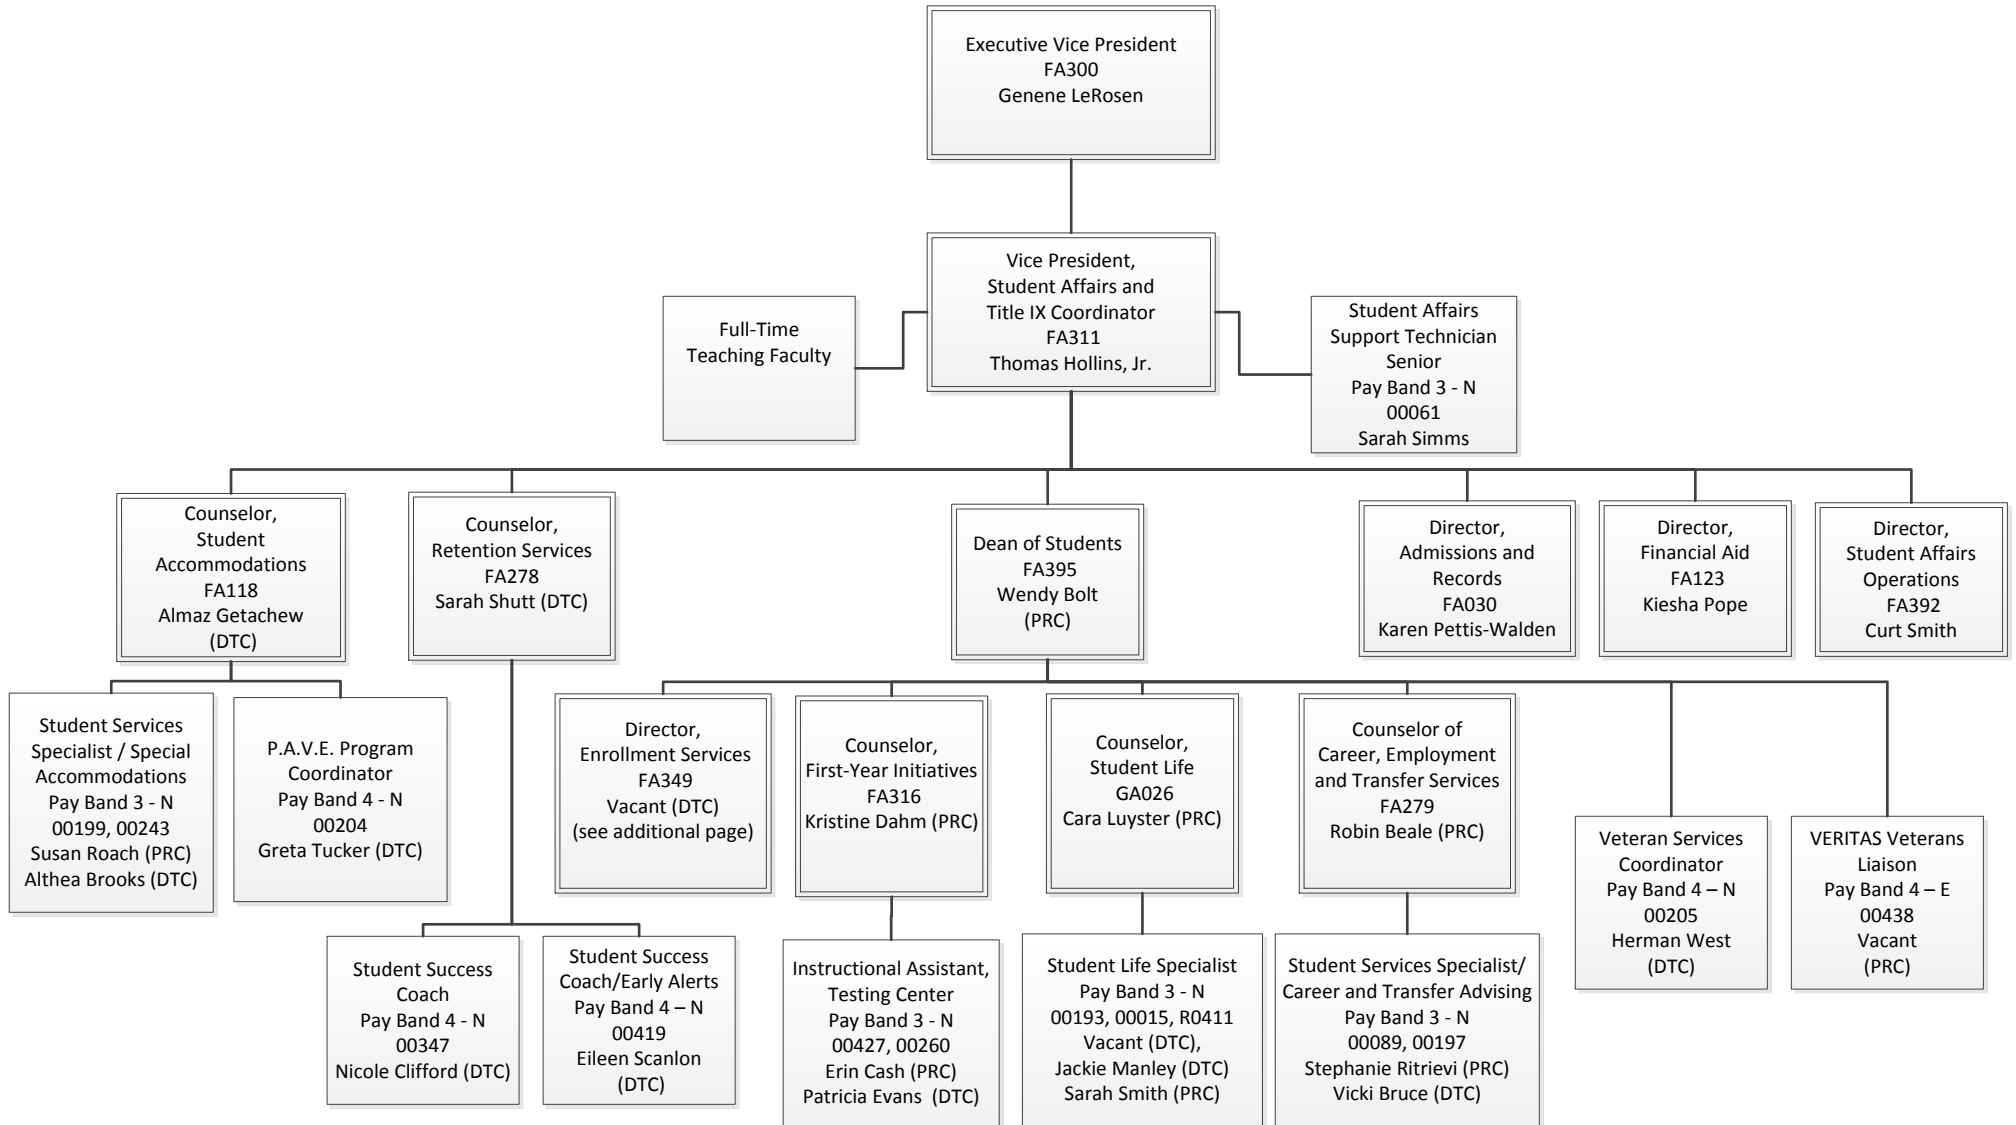 Executive Vice President
FA300
Genene LeRosen
Vice President,
Student Affairs and
Title IX Coordinator
FA311
Thomas Hollins, Jr.
Full-Time
Teaching Faculty
Student Affairs
Support Technician
Senior
Pay Band 3 - N
00061
Sarah Simms
Counselor,
Student
Accommodations
FA118
Almaz Getachew
(DTC)
Counselor,
Retention Services
FA278
Sarah Shutt (DTC)
Dean of Students
FA395
Wendy Bolt
(PRC)
Director,
Admissions and
Records
FA030
Karen Pettis-Walden
Director,
Financial Aid
FA123
Kiesha Pope
Director,
Student Affairs
Operations
FA392
Curt Smith
Student Services
Specialist / Special
Accommodations
Pay Band 3 - N
00199, 00243
Susan Roach (PRC)
Althea Brooks (DTC)
P.A.V.E. Program
Coordinator
Pay Band 4 - N
00204
Greta Tucker (DTC)
Director,
Enrollment Services
FA349
Vacant (DTC)
(see additional page)
Counselor,
First-Year Initiatives
FA316
Kristine Dahm (PRC)
Counselor,
Student Life
GA026
Cara Luyster (PRC)
Counselor of
Career, Employment
and Transfer Services
FA279
Robin Beale (PRC)
Veteran Services
Coordinator
Pay Band 4 – N
00205
Herman West
(DTC)
VERITAS Veterans
Liaison
Pay Band 4 – E
00438
Vacant
(PRC)
Student Success
Coach
Pay Band 4 - N
00347
Nicole Clifford (DTC)
Student Success
Coach/Early Alerts
Pay Band 4 – N
00419
Eileen Scanlon
(DTC)
Instructional Assistant,
Testing Center
Pay Band 3 - N
00427, 00260
Erin Cash (PRC)
Patricia Evans  (DTC)
Student Life Specialist
Pay Band 3 - N
00193, 00015, R0411
Vacant (DTC),
Jackie Manley (DTC)
Sarah Smith (PRC)
Student Services Specialist/
Career and Transfer Advising
Pay Band 3 - N
00089, 00197
Stephanie Ritrievi (PRC)
Vicki Bruce (DTC)